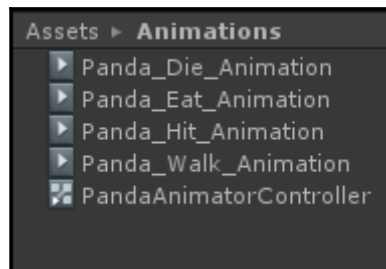 Assets ▸ Animations
Panda_Die_Animation
Panda_Eat_Animation
Panda_Hit_Animation
Panda_Walk_Animation
PandaAnimatorController